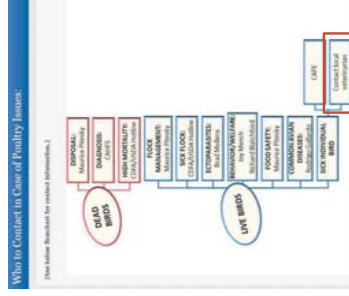 Who to Contact in Case of Poultry Issues:
[See below flowchart for contact information.]
DEAD
BIRDS
DISPOSAL:
Maurice Pitesky
DIAGNOSIS:
CAHFS
HIGH MORTALITY:
CDFA/USDA Hotline
LIVE BIRDS
FLOCK
MANAGEMENT:
Maurice Pitesky
SICK FLOCK:
CDFA/USDA Hotline
ECTOPARASITES:
Brad Mullens
BEHAVIOR/WELFARE:
Joy Mench
Richard Blatchford
FOOD SAFETY:
Maurice Pitesky
COMMON AVIAN
DISEASES:
Rodrigo Gallardo
SICK INDIVIDUAL
BIRD
CAPE
Contact local
veterinarian